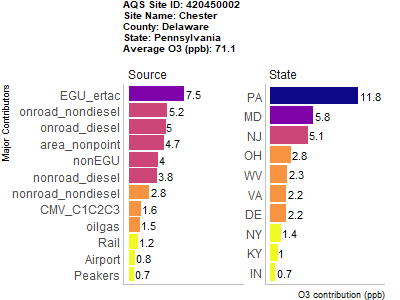 AQS Site ID: 420450002
Site Name: Chester
County: Delaware
State: Pennsylvania
Average O3 (ppb): 71.1
Major Contributors
Source
EGU_ertac 7.5
onroad_nondiesel 5.2
onroad_diesel 5
area_nonpoint 4.7
nonEGU 4
nonroad_diesel 3.8
nonroad_nondiesel 2.8
CMV_C1C2C3 1.6
oilgas 1.5
Rail 1.2
Airport 0.8
Peakers 0.7
State
PA 11.8
MD 5.8
NJ 5.1
OH 2.8
WV 2.3
VA 2.2
DE 2.2
NY 1.4
KY 1
IN 0.7
O3 contribution (ppb)